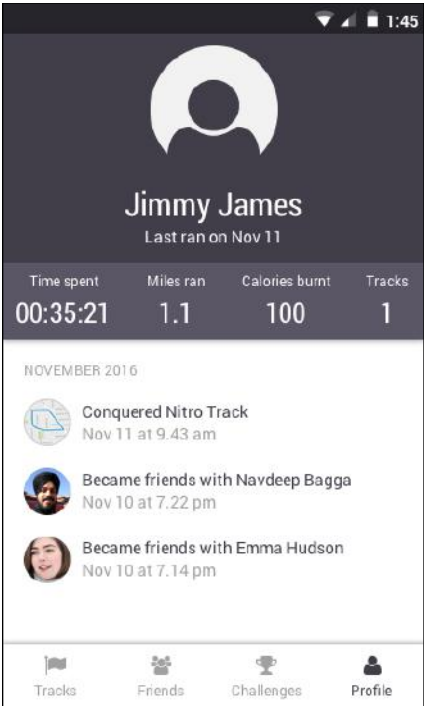 1:45
Jimmy James
Last ran on Nov 11
Time spent Miles ran Calories burnt Tracks
00:35:21 1.1 100 1
NOVEMBER 2016
Conquered Nitro Track
Nov 11 at 9.43 am
Became friends with Navdeep Bagga
Nov 10 at 7.22 pm
Became friends with Emma Hudson
Nov 10 at 7.14 pm
Tracks Friends Challenges Profile